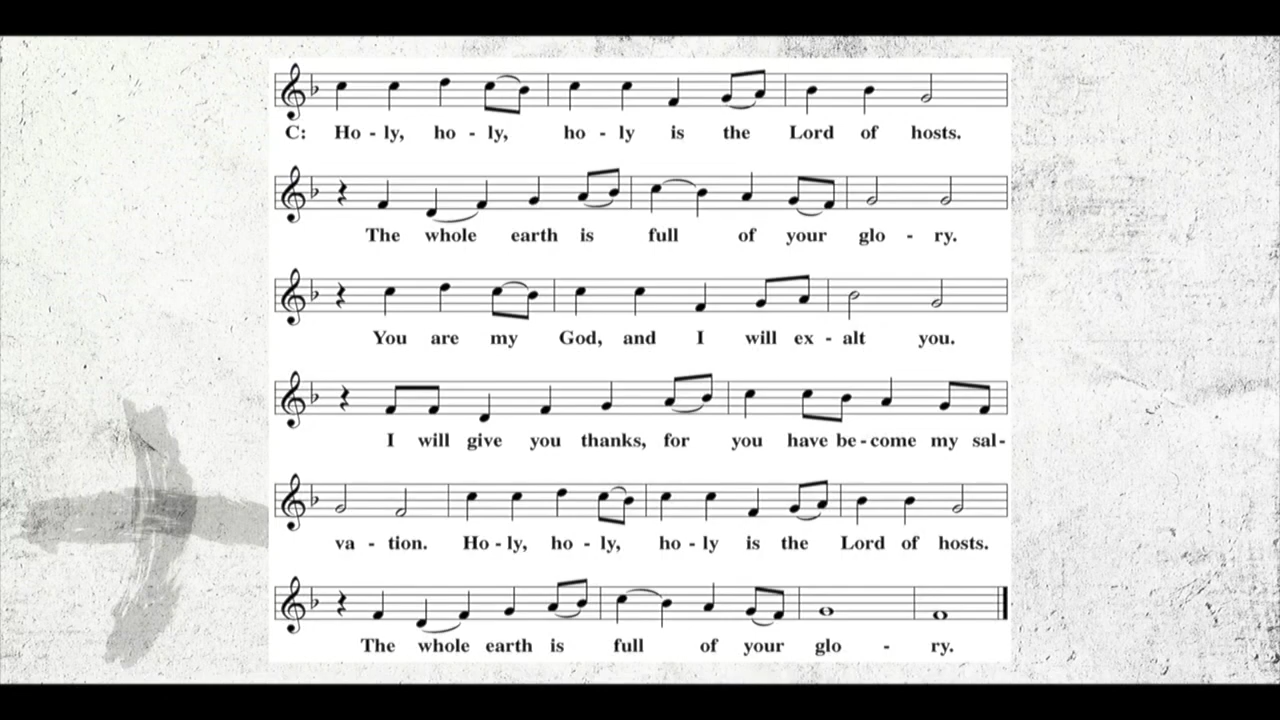 C: Ho - ly, ho - ly, ho - ly is the Lord of hosts.
The whole earth is full of your glo - ry.
You are my God, and I will ex - alt you.
I will give you thanks, for you have be - come my sal -
va - tion. Ho - ly, ho - ly, ho - ly is the Lord of hosts.
The whole earth is full of your glo - ry.